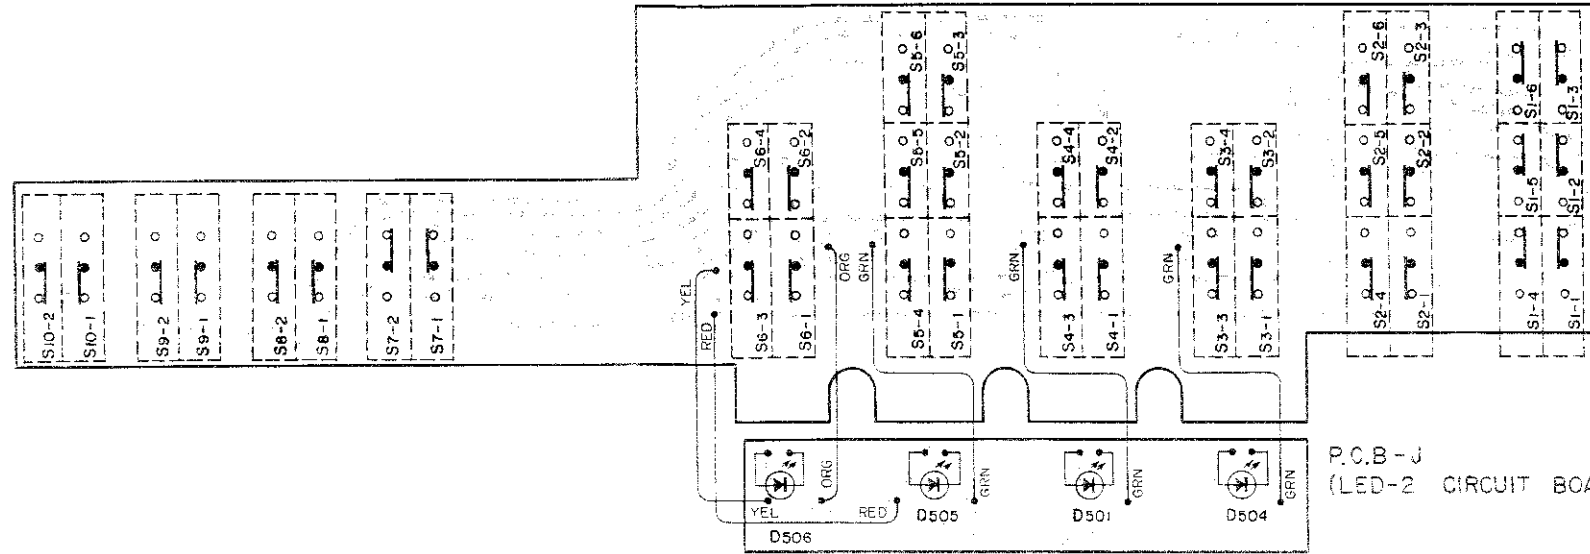 S5-6 S5-3 S2-6 S2-3
S1-6 S1-3
S6-4 S6-2 S5-5 S5-2 S4-4 S4-2 S3-4 S3-2 S2-5 S2-2
S1-5 S1-2
YEL ORG GRN GRN GRN
S10-2 S10-1 S9-2 S9-1 S8-2 S8-1 S7-2 S7-1
RED S6-3 S6-1 S5-4 S5-1 S4-3 S4-1 S3-3 S3-1 S2-4 S2-1 S1-4 S1-1
P.C.B-J
(LED-2 CIRCUIT BOA
ORG GRN GRN GRN
YEL RED D505 D501 D504
D506